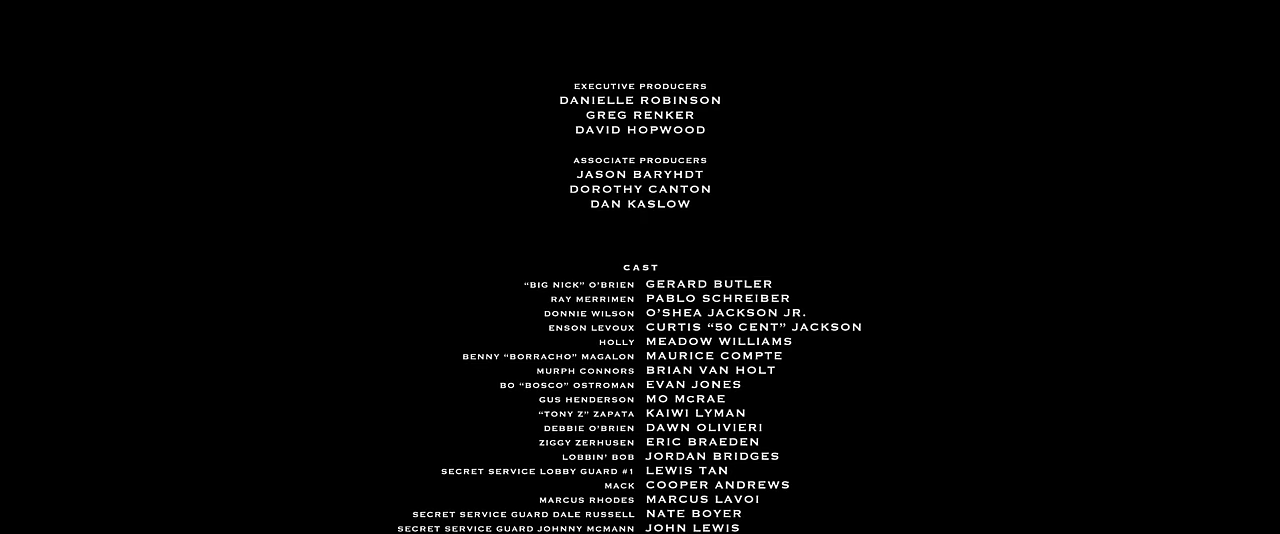 EXECUTIVE PRODUCERS
DANIELLE ROBINSON
GREG RENKER
DAVID HOPWOOD
ASSOCIATE PRODUCERS
JASON BARYHDT
DOROTHY CANTON
DAN KASLOW
CAST
“BIG NICK” O’BRIEN GERARD BUTLER
RAY MERRIMEN PABLO SCHREIBER
DONNIE WILSON O’SHEA JACKSON JR.
ENSON LEVOUX CURTIS “50 CENT” JACKSON
HOLLY MEADOW WILLIAMS
BENNY “BORRACHO” MAGALON MAURICE COMPTE
MURPH CONNORS BRIAN VAN HOLT
BO “BOSCO” OSTROMAN EVAN JONES
GUS HENDERSON MO McRAE
“TONY Z” ZAPATA KAIWI LYMAN
DEBBIE O’BRIEN DAWN OLIVIERI
ZIGGY ZERHUSEN ERIC BRAEDEN
LOBBIN’ BOB JORDAN BRIDGES
SECRET SERVICE LOBBY GUARD #1 LEWIS TAN
MACK COOPER ANDREWS
MARCUS RHODES MARCUS LAVOI
SECRET SERVICE GUARD DALE RUSSELL NATE BOYER
SECRET SERVICE GUARD JOHNNY MCMANN JOHN LEWIS